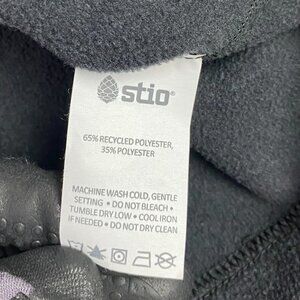 stio®
65% RECYCLED POLYESTER,
35% POLYESTER
MACHINE WASH COLD, GENTLE
SETTING • DO NOT BLEACH •
TUMBLE DRY LOW • COOL IRON
IF NEEDED • DO NOT DRY CLEAN